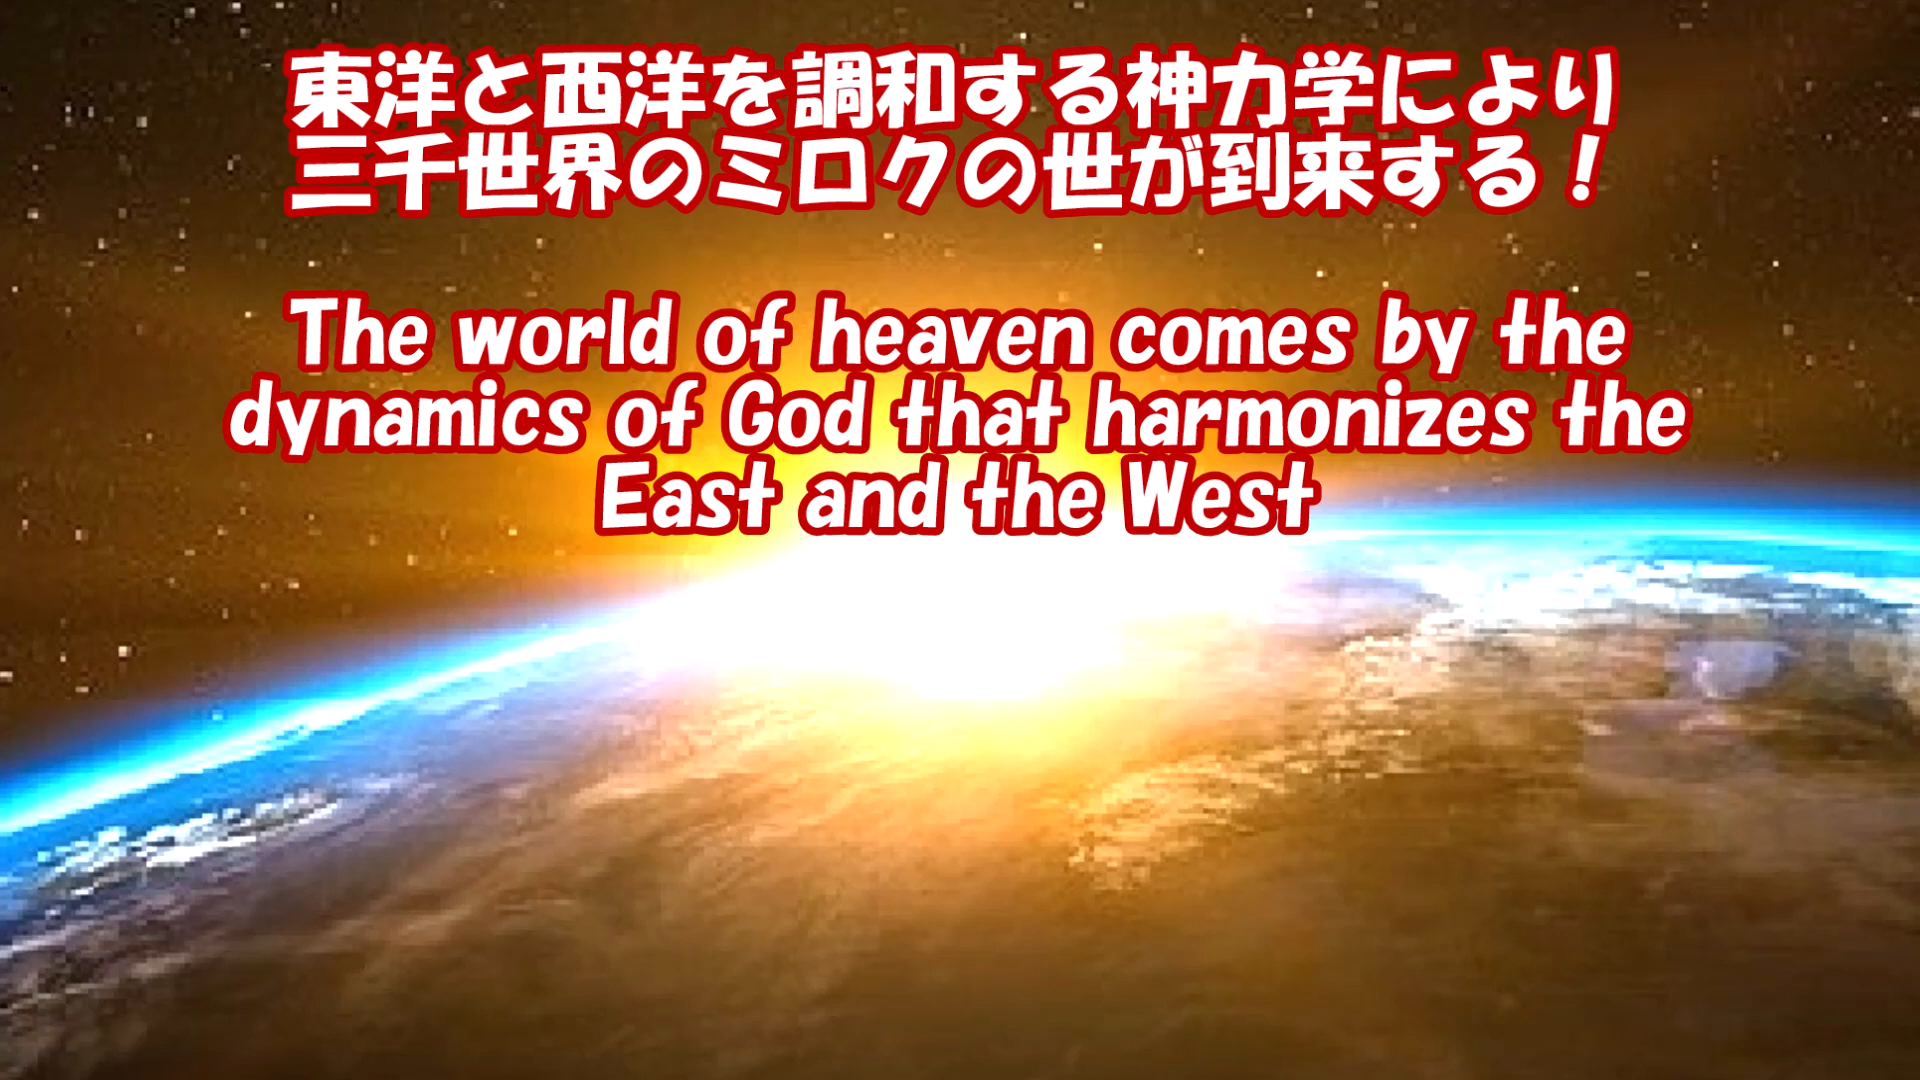 東洋と西洋を調和する神力学により
三千世界のミロクの世が到来する！
The world of heaven comes by the
dynamics of God that harmonizes the
East and the West